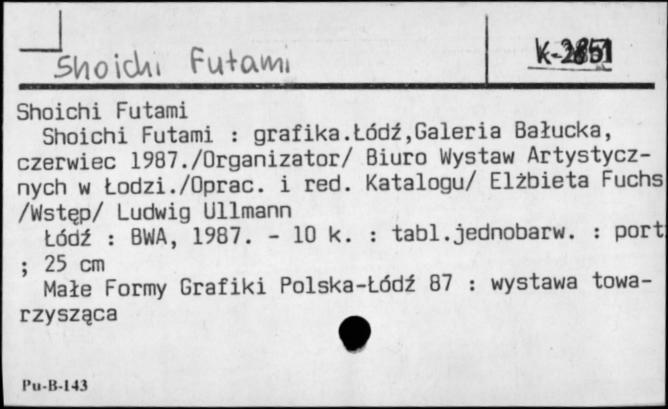 Shoichi Futami
Shoichi Futami
Shoichi Futami : grafika.Łódź,Galeria Bałucka,
czerwiec 1987./Organizator/ Biuro Wystaw Artystycz-
nych w Łodzi./Oprac. i red. Katalogu/ Elżbieta Fuchs
/Wstęp/ Ludwig Ullmann
Łódź : BWA, 1987. - 10 k. : tabl.jednobarw. : port
; 25 cm
Małe Formy Grafiki Polska-Łódź 87 : wystawa towa-
rzysząca
Pu-B-143